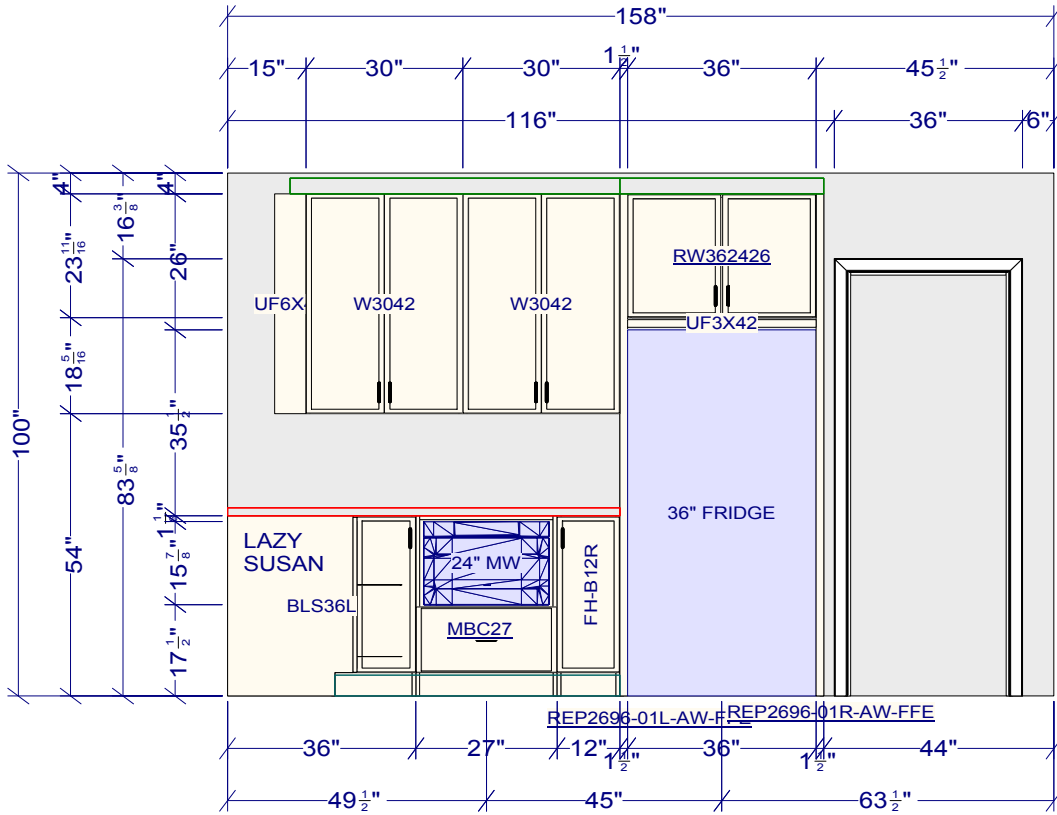 158"
15"
30"
30"
1 1/2"
36"
45 1/2"
116"
36"
6"
4"
4"
16 3/8"
23 11/16"
26"
UF6X
W3042
W3042
RW362426
UF3X42
18 5/16"
100"
35 1/2"
83 5/8"
36" FRIDGE
54"
15 7/8"
LAZY
SUSAN
24" MW
BLS36L
FH-B12R
MBC27
17 1/2"
REP2696-01L-AW-F
REP2696-01R-AW-FFE
36"
27"
12"
1 1/2"
36"
1 1/2"
44"
49 1/2"
45"
63 1/2"